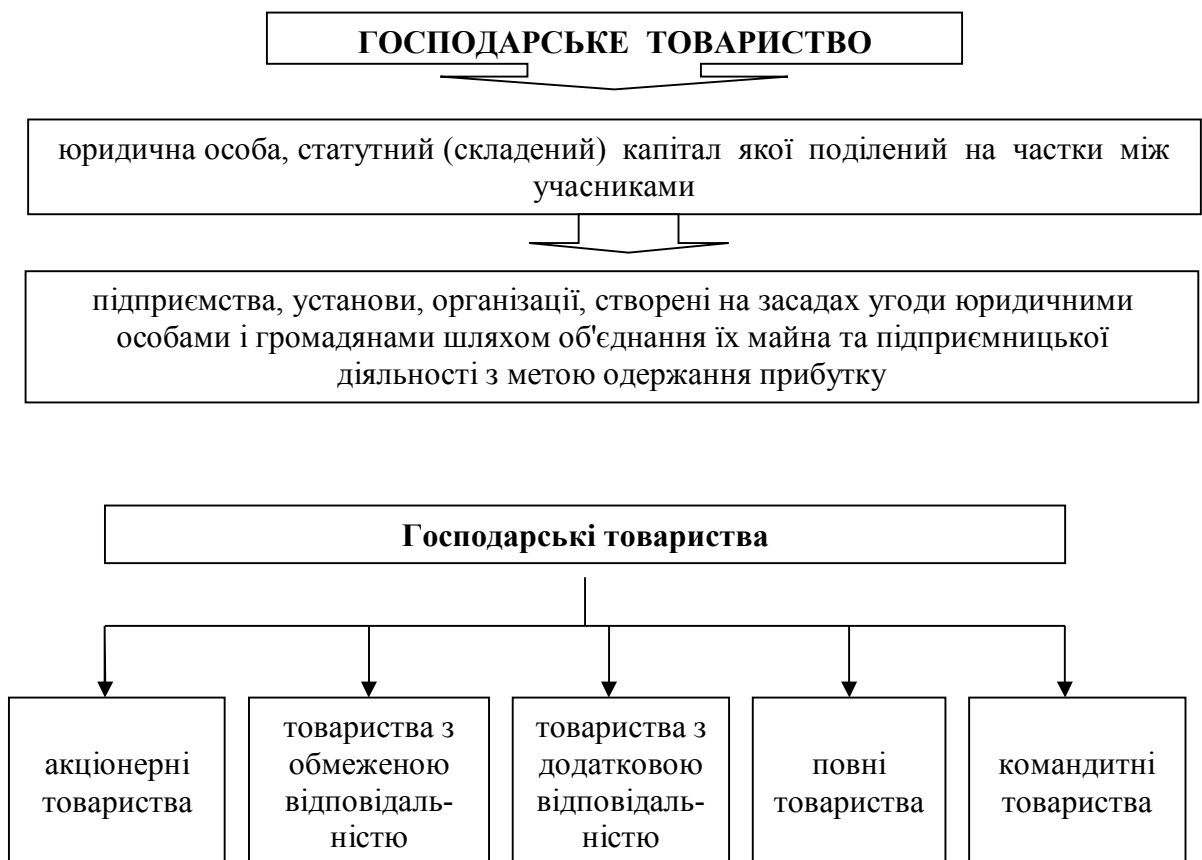 ГОСПОДАРСЬКЕ ТОВАРИСТВО
юридична особа, статутний (складений) капітал якої поділений на частки між
учасниками
підприємства, установи, організації, створені на засадах угоди юридичними
особами і громадянами шляхом об'єднання їх майна та підприємницької
діяльності з метою одержання прибутку
Господарські товариства
акціонерні
товариства
товариства з
обмеженою
відповідаль-
ністю
товариства з
додатковою
відповідаль-
ністю
повні
товариства
командитні
товариства